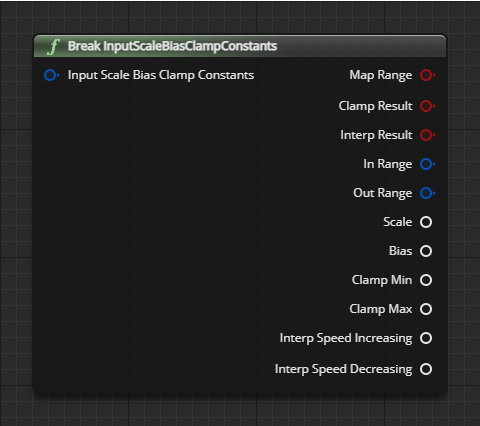 f Break InputScaleBiasClampConstants
Input Scale Bias Clamp Constants
Map Range
Clamp Result
Interp Result
In Range
Out Range
Scale
Bias
Clamp Min
Clamp Max
Interp Speed Increasing
Interp Speed Decreasing